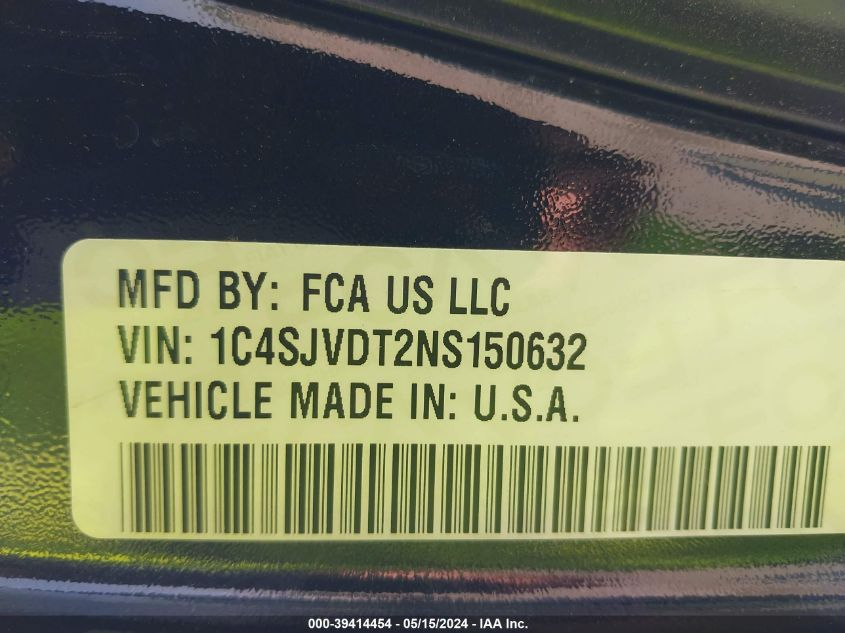 MFD BY: FCA US LLC
VIN: 1C4SJVDT2NS150632
VEHICLE MADE IN: U.S.A.
000-39414454 - 05/15/2024 - IAA Inc.